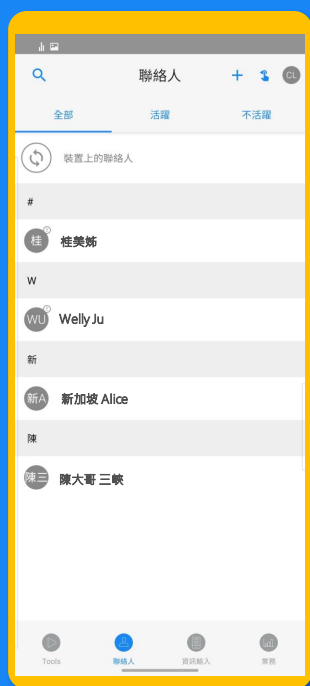 聯絡人
CL
全部 活躍 不活躍
裝置上的聯絡人
#
桂 桂美姊
W
WU Welly Ju
新
新A 新加坡 Alice
陳
陳三 陳大哥 三峽
Tools 聯絡人 資訊輸入 業務